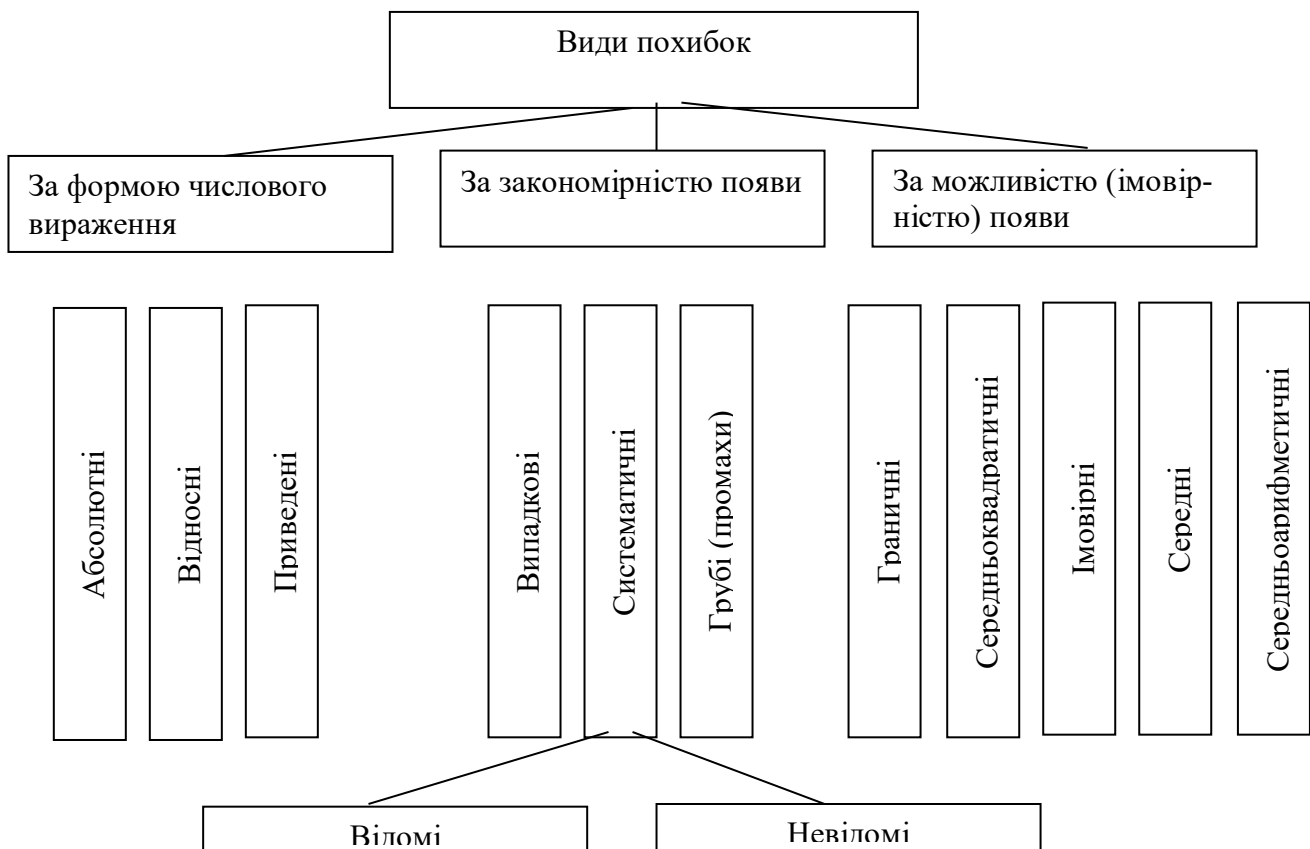 Види похибок
За формою числового
вираження
За закономірністю появи
За можливістю (імовір-
ністю) появи
Абсолютні
Відносні
Приведені
Випадкові
Систематичні
Грубі (промахи)
Граничні
Середньоквадратичні
Імовірні
Середні
Середньоарифметичні
Відомі
Невідомі